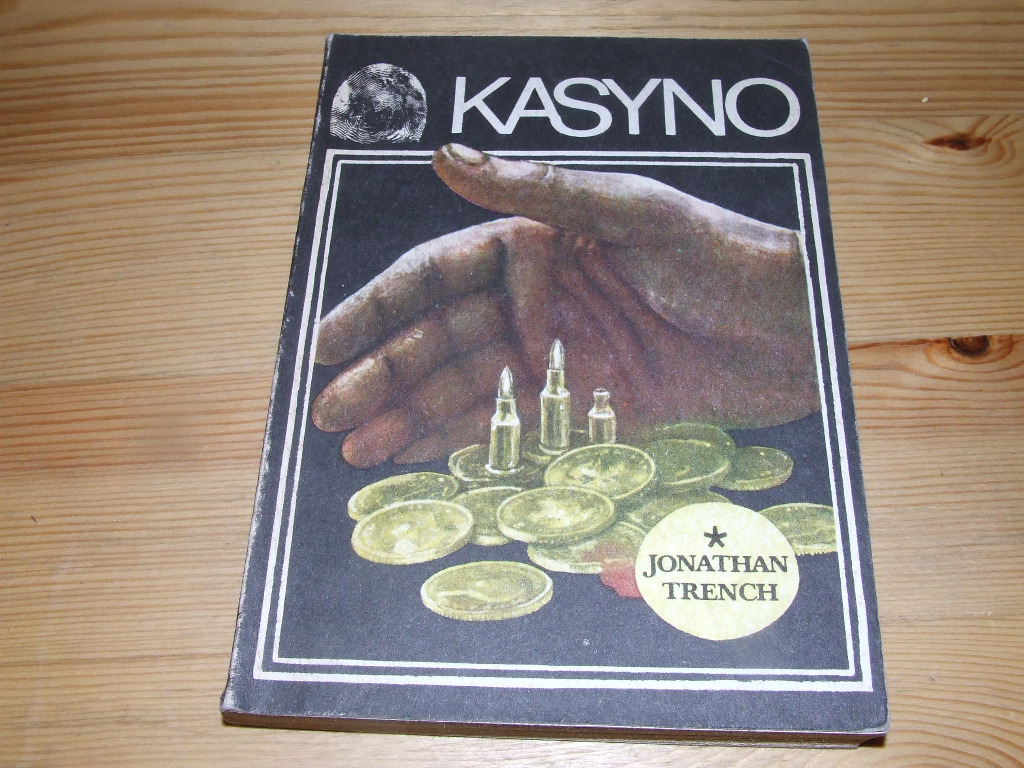 KASYNO
*
JONATHAN
TRENCH